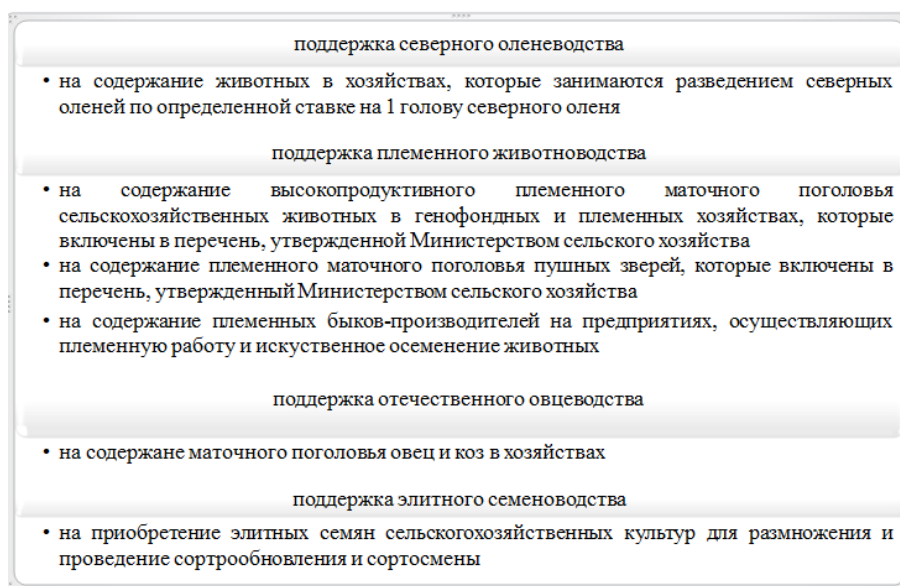 поддержка северного оленеводства
• на содержание животных в хозяйствах, которые занимаются разведением северных
оленей по определенной ставке на 1 голову северного оленя
поддержка племенного животноводства
• на содержание высокопродуктивного племенного маточного поголовья
сельскохозяйственных животных в генофондных и племенных хозяйствах, которые
включены в перечень, утвержденной Министерством сельского хозяйства
• на содержание племенного маточного поголовья пушных зверей, которые включены в
перечень, утвержденный Министерством сельского хозяйства
• на содержание племенных быков-производителей на предприятиях, осуществляющих
племенную работу и искуственное осеменение животных
поддержка отечественного овцеводства
• на содержане маточного поголовья овец и коз в хозяйствах
поддержка элитного семеноводства
• на приобретение элитных семян сельскогохозяйственных культур для размножения и
проведение сортрообновления и сортосмены